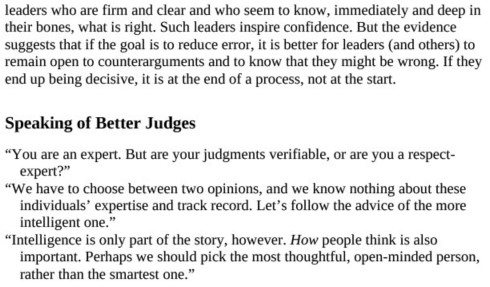 leaders who are firm and clear and who seem to know, immediately and deep in
their bones, what is right. Such leaders inspire confidence. But the evidence
suggests that if the goal is to reduce error, it is better for leaders (and others) to
remain open to counterarguments and to know that they might be wrong. If they
end up being decisive, it is at the end of a process, not at the start.
Speaking of Better Judges
“You are an expert. But are your judgments verifiable, or are you a respect-
expert?”
“We have to choose between two opinions, and we know nothing about these
individuals’ expertise and track record. Let’s follow the advice of the more
intelligent one.”
“Intelligence is only part of the story, however. How people think is also
important. Perhaps we should pick the most thoughtful, open-minded person,
rather than the smartest one.”